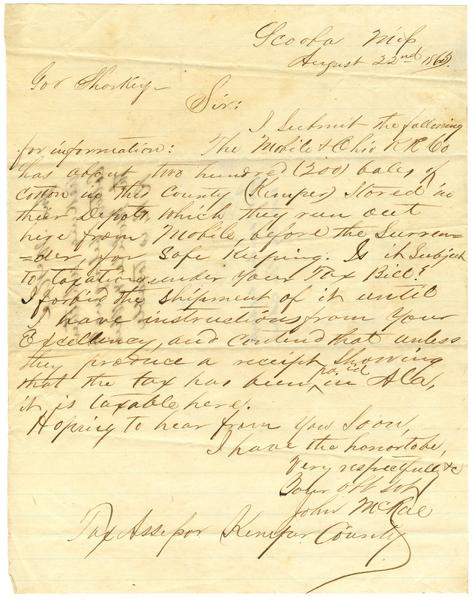 Scooba Miss
August 22nd 1865.
Gov Sharkey—
Sir:
I submit the following
for information: The Mobile & Ohio R R Co
has about two hundred (200) bales of
cotton in the County (Kemper) Stored in
their Depots, which they run out
here from Mobile, before the Surren=
=der, for Safe Keeping. Is it Subject
to taxation under Your Tax Bill?
I forbid the Shipment of it until
I have instructions from Your
Excellency, and contend that unless
they produce a receipt, Showing
that the tax has been paid in Ala,
it is taxable here.
Hoping to hear from You Soon,
I have the honor to be,
Very respectfull &c
Your obt svt
John McRae
Tax Assessor Kemper County